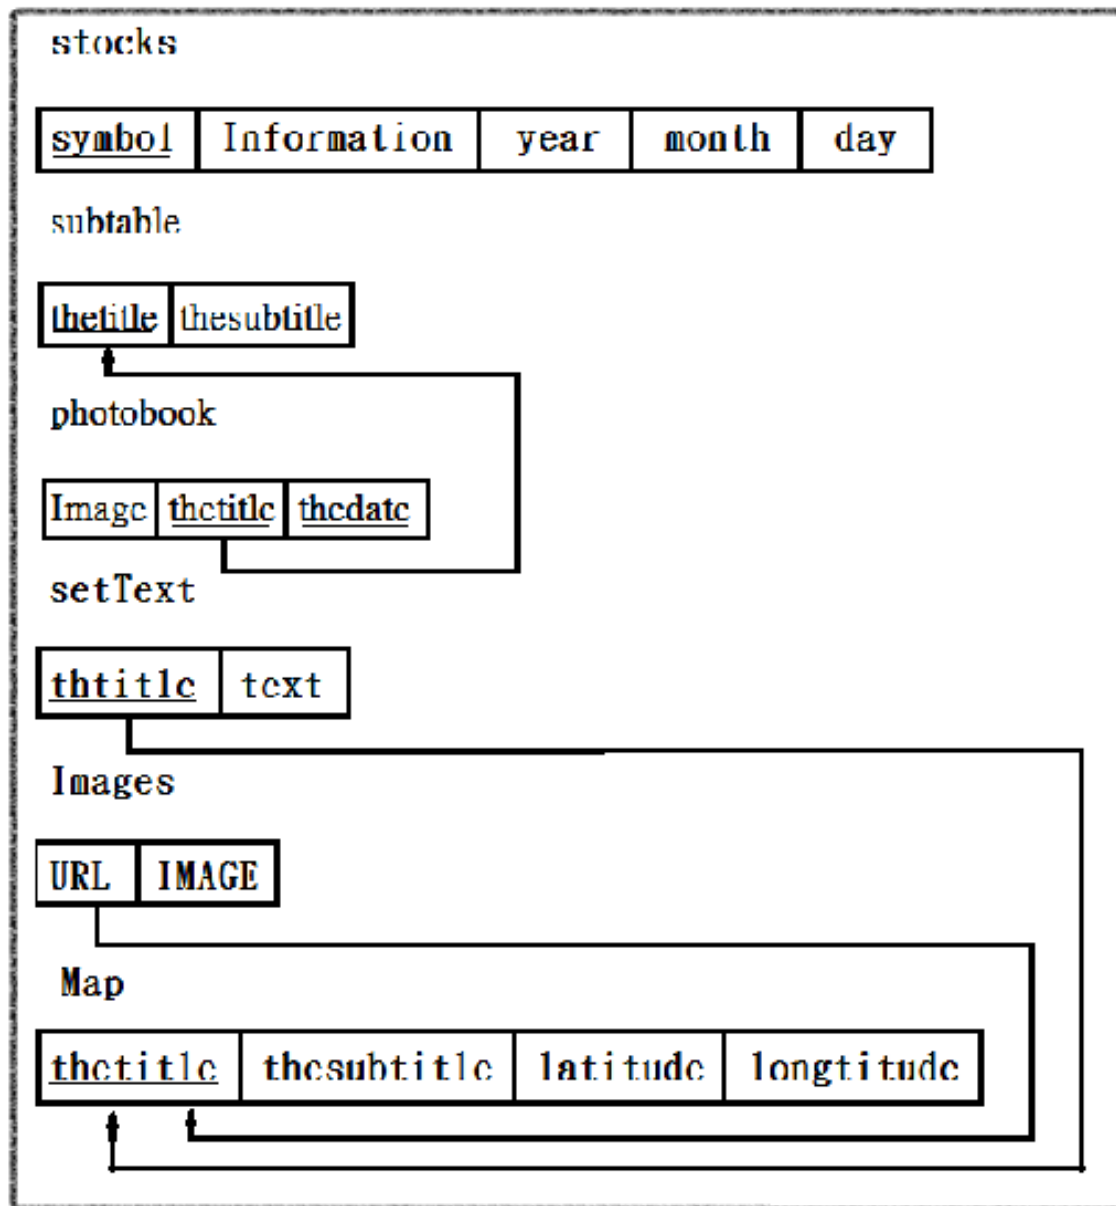 stocks
symbol Information year month day
subtable
thetitle thesubtitle
photobook
Image thetitle thedate
setText
thtitle text
Images
URL IMAGE
Map
thetitle thesubtitle latitude longtitude